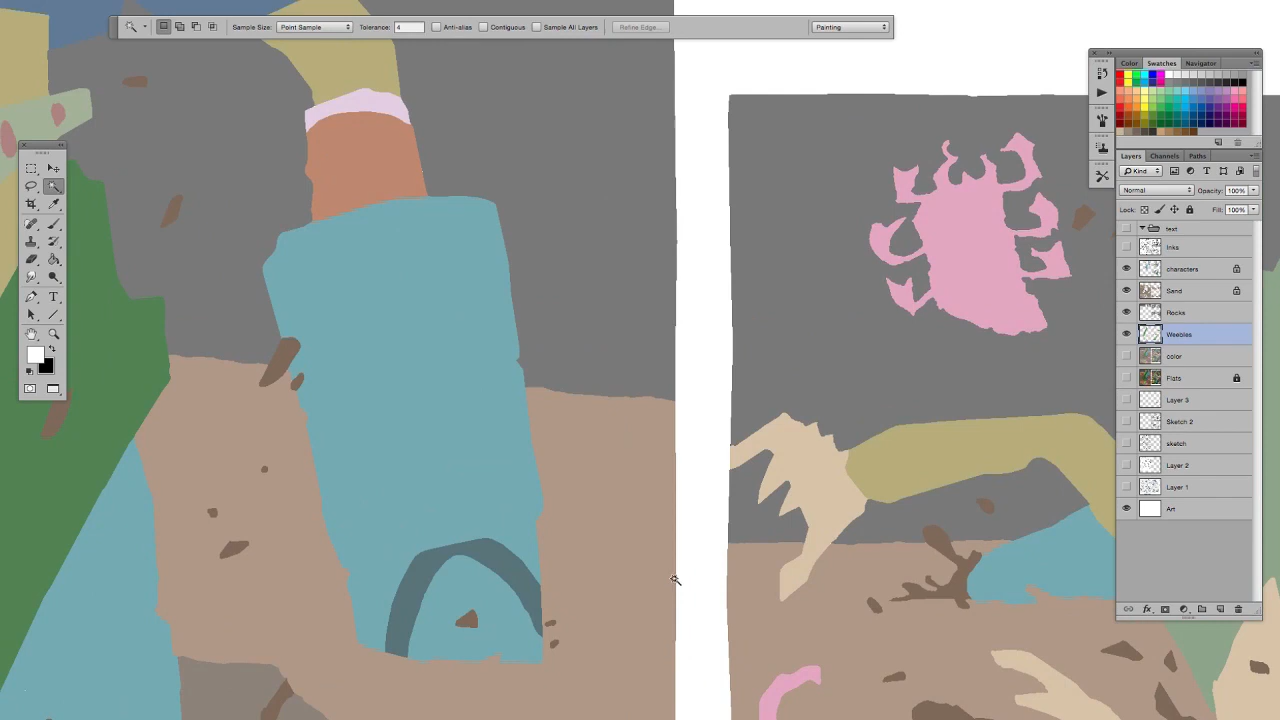 Sample Size: Point Sample Tolerance: 4 Anti-alias Contiguous Sample All Layers Refine Edge... Painting
Color Swatches Navigator
Layers Channels Paths
Kind
Normal Opacity: 100%
Lock: Fill: 100%
text
Inks
characters
Sand
Rocks
Weebles
color
Flats
Layer 3
Sketch 2
sketch
Layer 2
Layer 1
Art